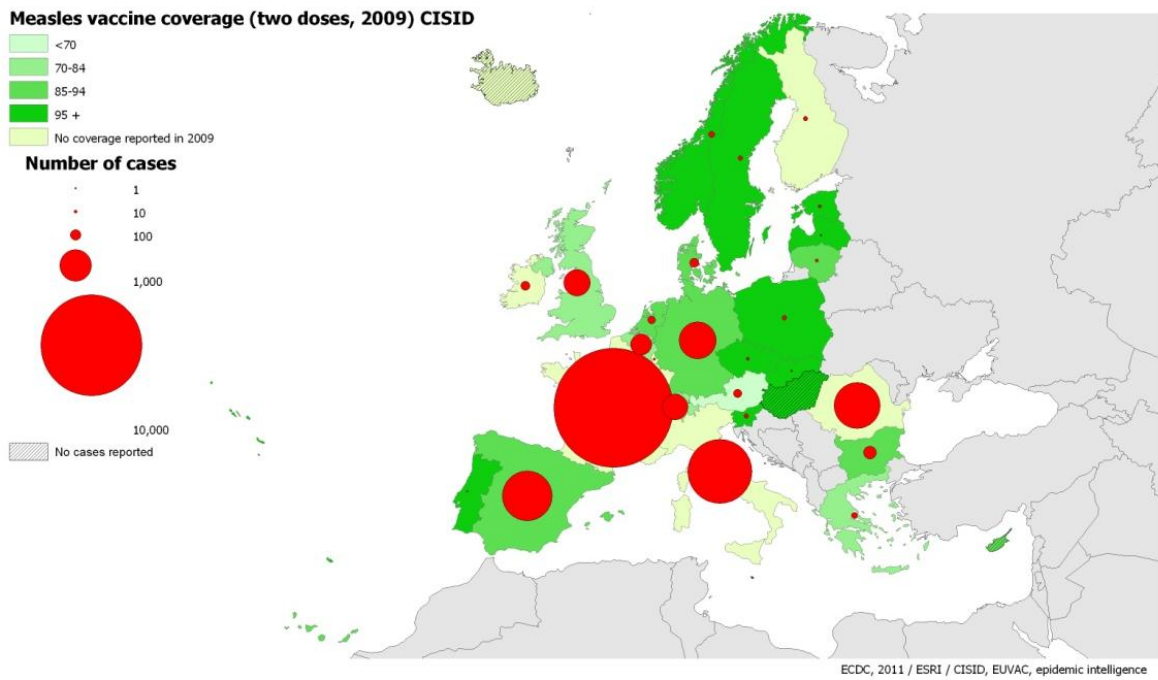 Measles vaccine coverage (two doses, 2009) CISID
<70
70-84
85-94
95 +
No coverage reported in 2009
Number of cases
1
10
100
1,000
10,000
No cases reported
ECDC, 2011 / ESRI / CISID, EUVAC, epidemic intelligence